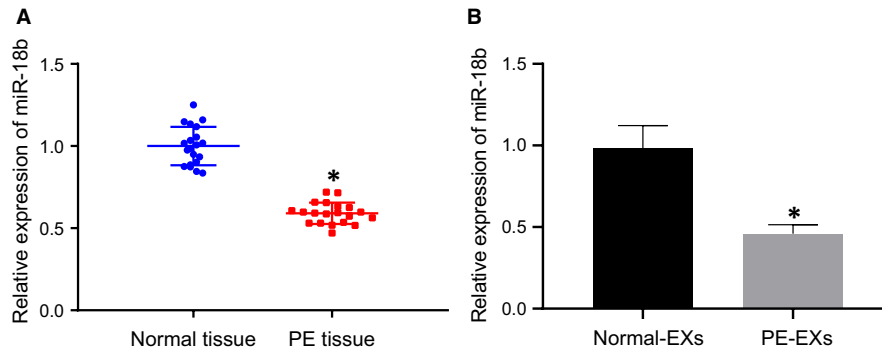 A
Relative expression of miR-18b
1.5
1.0
0.5
0.0
*
Normal tissue
PE tissue
B
Relative expression of miR-18b
1.5
1.0
0.5
0.0
*
Normal-EXs
PE-EXs